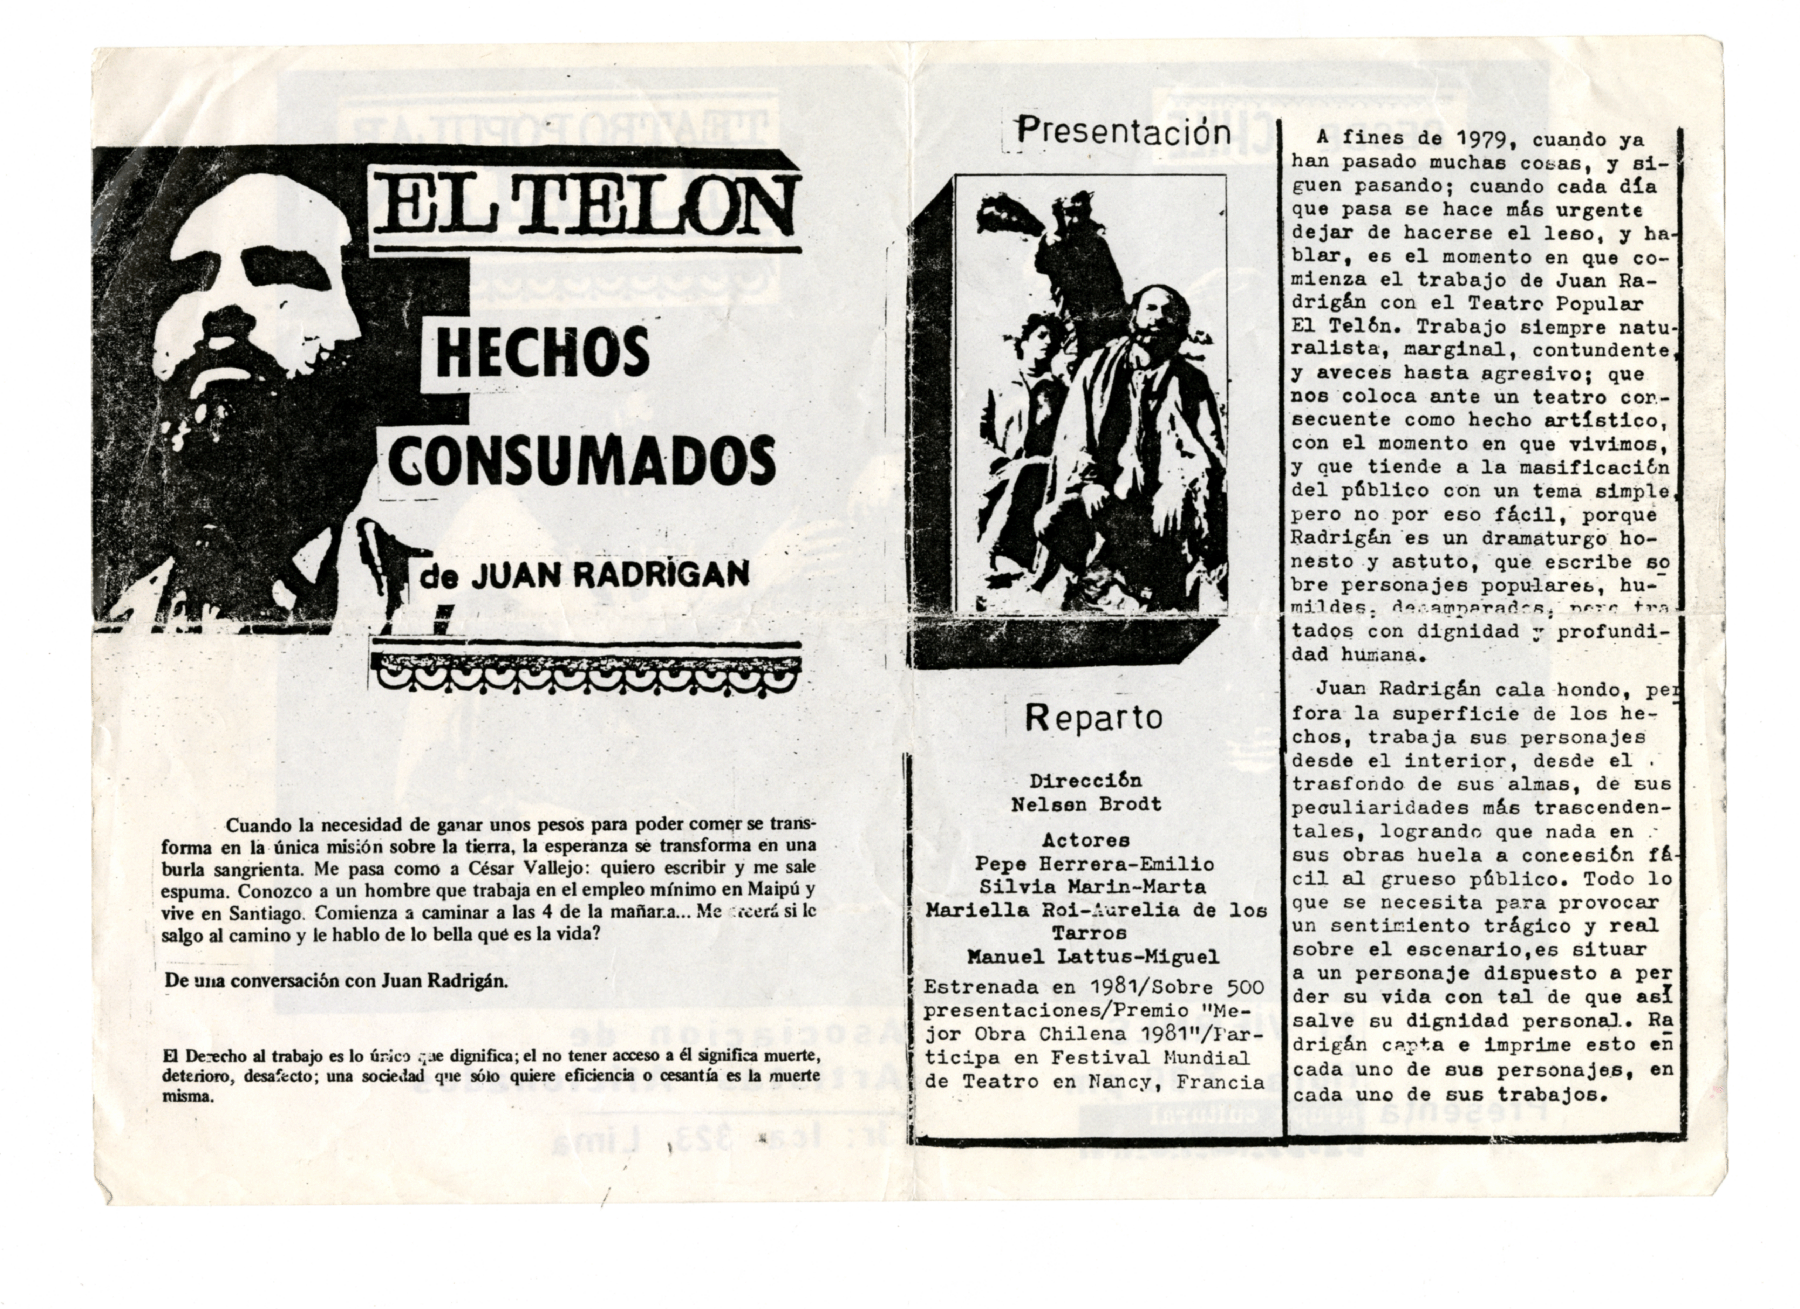 EL TELON
HECHOS
CONSUMADOS
de JUAN RADRIGAN
Cuando la necesidad de ganar unos pesos para poder comer se trans-
forma en la única misión sobre la tierra, la esperanza se transforma en una
burla sangrienta. Me pasa como a César Vallejo: quiero escribir y me sale
espuma. Conozco a un hombre que trabaja en el empleo mínimo en Maipú y
vive en Santiago. Comienza a caminar a las 4 de la mañana... Me creerá si le
salgo al camino y le hablo de lo bella que es la vida?
De una conversación con Juan Radrigán.
El Derecho al trabajo es lo único que dignifica; el no tener acceso a él significa muerte,
deterioro, desafecto; una sociedad que sólo quiere eficiencia o cesantía es la muerte
misma.
Presentación
Reparto
Dirección
Nelson Brodt
Actores
Pepe Herrera-Emilio
Silvia Marin-Marta
Mariella Roi-Aurelia de los
Tarros
Manuel Lattus-Miguel
Estrenada en 1981/Sobre 500
presentaciones/Premio "Me-
jor Obra Chilena 1981"/Par-
ticipa en Festival Mundial
de Teatro en Nancy, Francia
A fines de 1979, cuando ya
han pasado muchas cosas, y si-
guen pasando; cuando cada día
que pasa se hace más urgente
dejar de hacerse el leso, y ha-
blar, es el momento en que co-
mienza el trabajo de Juan Ra-
drigán con el Teatro Popular
El Telón. Trabajo siempre natu-
ralista, marginal, contundente,
y aveces hasta agresivo; que
nos coloca ante un teatro con-
secuente como hecho artístico,
con el momento en que vivimos,
y que tiende a la masificación
del público con un tema simple,
pero no por eso fácil, porque
Radrigán es un dramaturgo ho-
nesto y astuto, que escribe so
bre personajes populares, hu-
mildes, desamparados, pero tra
tados con dignidad y profundi-
dad humana.
Juan Radrigán cala hondo, per
fora la superficie de los he-
chos, trabaja sus personajes
desde el interior, desde el
trasfondo de sus almas, de sus
peculiaridades más trascenden-
tales, logrando que nada en
sus obras huela a concesión fá-
cil al grueso público. Todo lo
que se necesita para provocar
un sentimiento trágico y real
sobre el escenario,es situar
a un personaje dispuesto a per
der su vida con tal de que así
salve su dignidad personal. Ra
drigán capta e imprime esto en
cada uno de sus personajes, en
cada uno de sus trabajos.